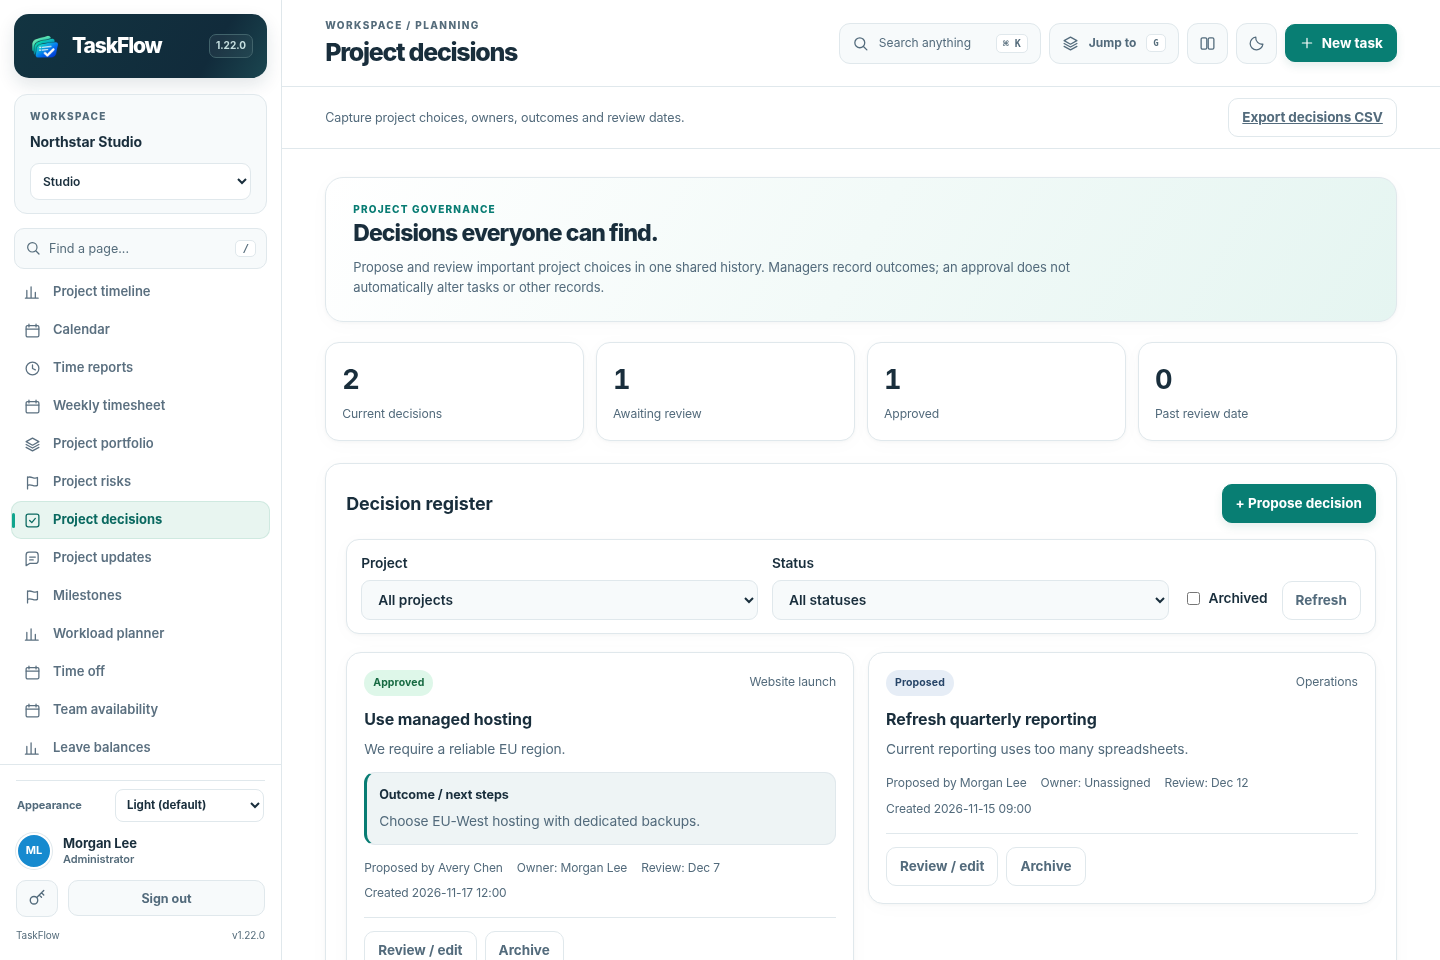 TaskFlow
1.22.0
WORKSPACE
Northstar Studio
Studio
Find a page...
/
Project timeline
Calendar
Time reports
Weekly timesheet
Project portfolio
Project risks
Project decisions
Project updates
Milestones
Workload planner
Time off
Team availability
Leave balances
Appearance
Light (default)
ML
Morgan Lee
Administrator
Sign out
TaskFlow
v1.22.0
WORKSPACE / PLANNING
Project decisions
Search anything
⌘ K
Jump to
G
+ New task
Capture project choices, owners, outcomes and review dates.
Export decisions CSV
PROJECT GOVERNANCE
Decisions everyone can find.
Propose and review important project choices in one shared history. Managers record outcomes; an approval does not
automatically alter tasks or other records.
2
Current decisions
1
Awaiting review
1
Approved
0
Past review date
Decision register
+ Propose decision
Project
All projects
Status
All statuses
Archived
Refresh
Approved
Website launch
Use managed hosting
We require a reliable EU region.
Outcome / next steps
Choose EU-West hosting with dedicated backups.
Proposed by Avery Chen
Owner: Morgan Lee
Review: Dec 7
Created 2026-11-17 12:00
Review / edit
Archive
Proposed
Operations
Refresh quarterly reporting
Current reporting uses too many spreadsheets.
Proposed by Morgan Lee
Owner: Unassigned
Review: Dec 12
Created 2026-11-15 09:00
Review / edit
Archive